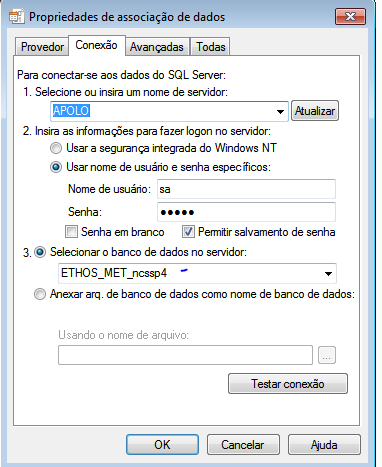 Propriedades de associação de dados
Provedor Conexão Avançadas Todas
Para conectar-se aos dados do SQL Server:
1. Selecione ou insira um nome de servidor:
APOLO Atualizar
2. Insira as informações para fazer logon no servidor:
Usar a segurança integrada do Windows NT
Usar nome de usuário e senha específicos:
Nome de usuário: sa
Senha: •••••
Senha em branco Permitir salvamento de senha
3. Selecionar o banco de dados no servidor:
ETHOS_MET_ncssp4
Anexar arq. de banco de dados como nome de banco de dados:
Usando o nome de arquivo:
...
Testar conexão
OK Cancelar Ajuda